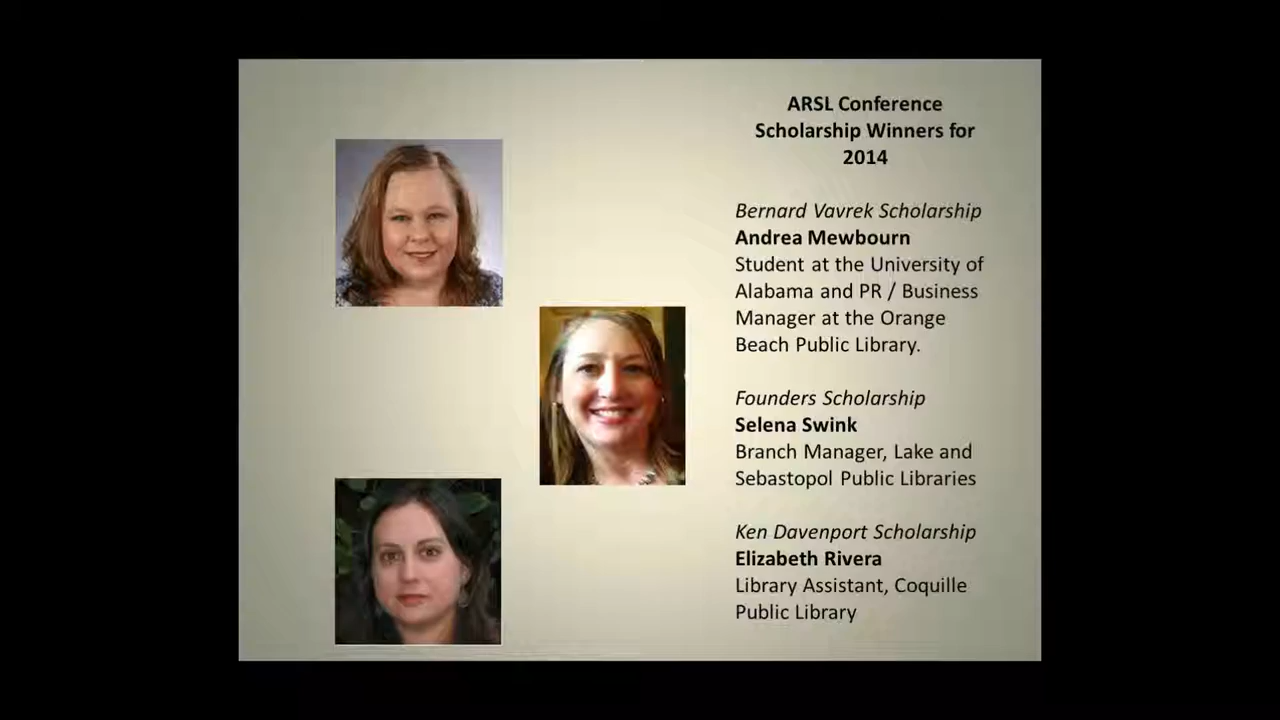 ARSL Conference
Scholarship Winners for
2014
Bernard Vavrek Scholarship
Andrea Mewbourn
Student at the University of
Alabama and PR / Business
Manager at the Orange
Beach Public Library.
Founders Scholarship
Selena Swink
Branch Manager, Lake and
Sebastopol Public Libraries
Ken Davenport Scholarship
Elizabeth Rivera
Library Assistant, Coquille
Public Library